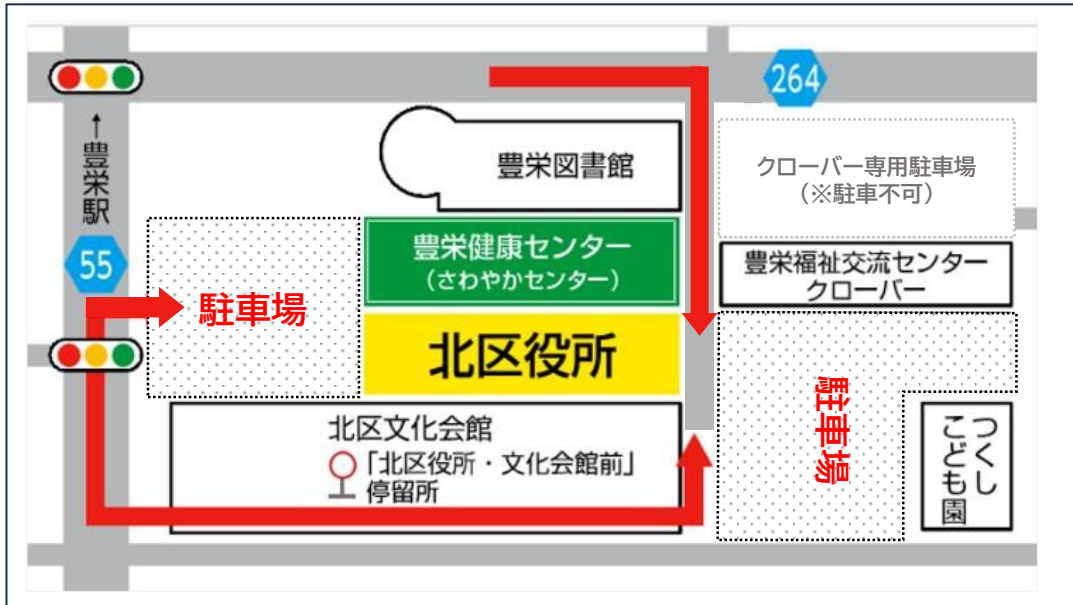 264
↑豊栄駅
豊栄図書館
クローバー専用駐車場
（※駐車不可）
55
豊栄健康センター
（さわやかセンター）
豊栄福祉交流センター
クローバー
駐車場
北区役所
駐車場
北区文化会館
「北区役所・文化会館前」
停留所
つくし
こども園